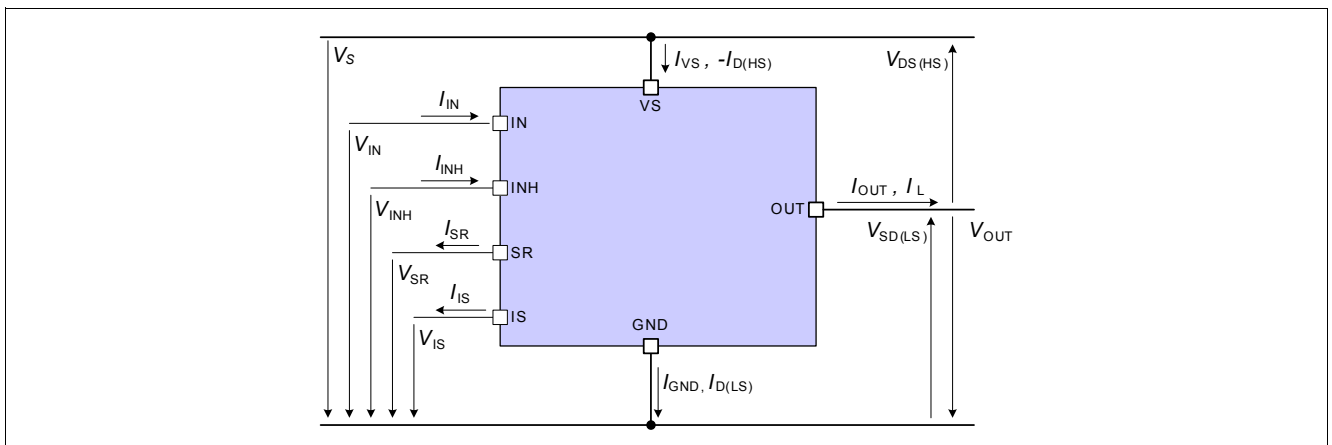 VS
IVS , -ID(HS)
VDS(HS)
VS
IIN
IN
VIN
IINH
INH
VINH
OUT
IOUT , IL
VSD(LS)
VOUT
ISR
SR
VSR
IIS
IS
VIS
GND
IGND, ID(LS)